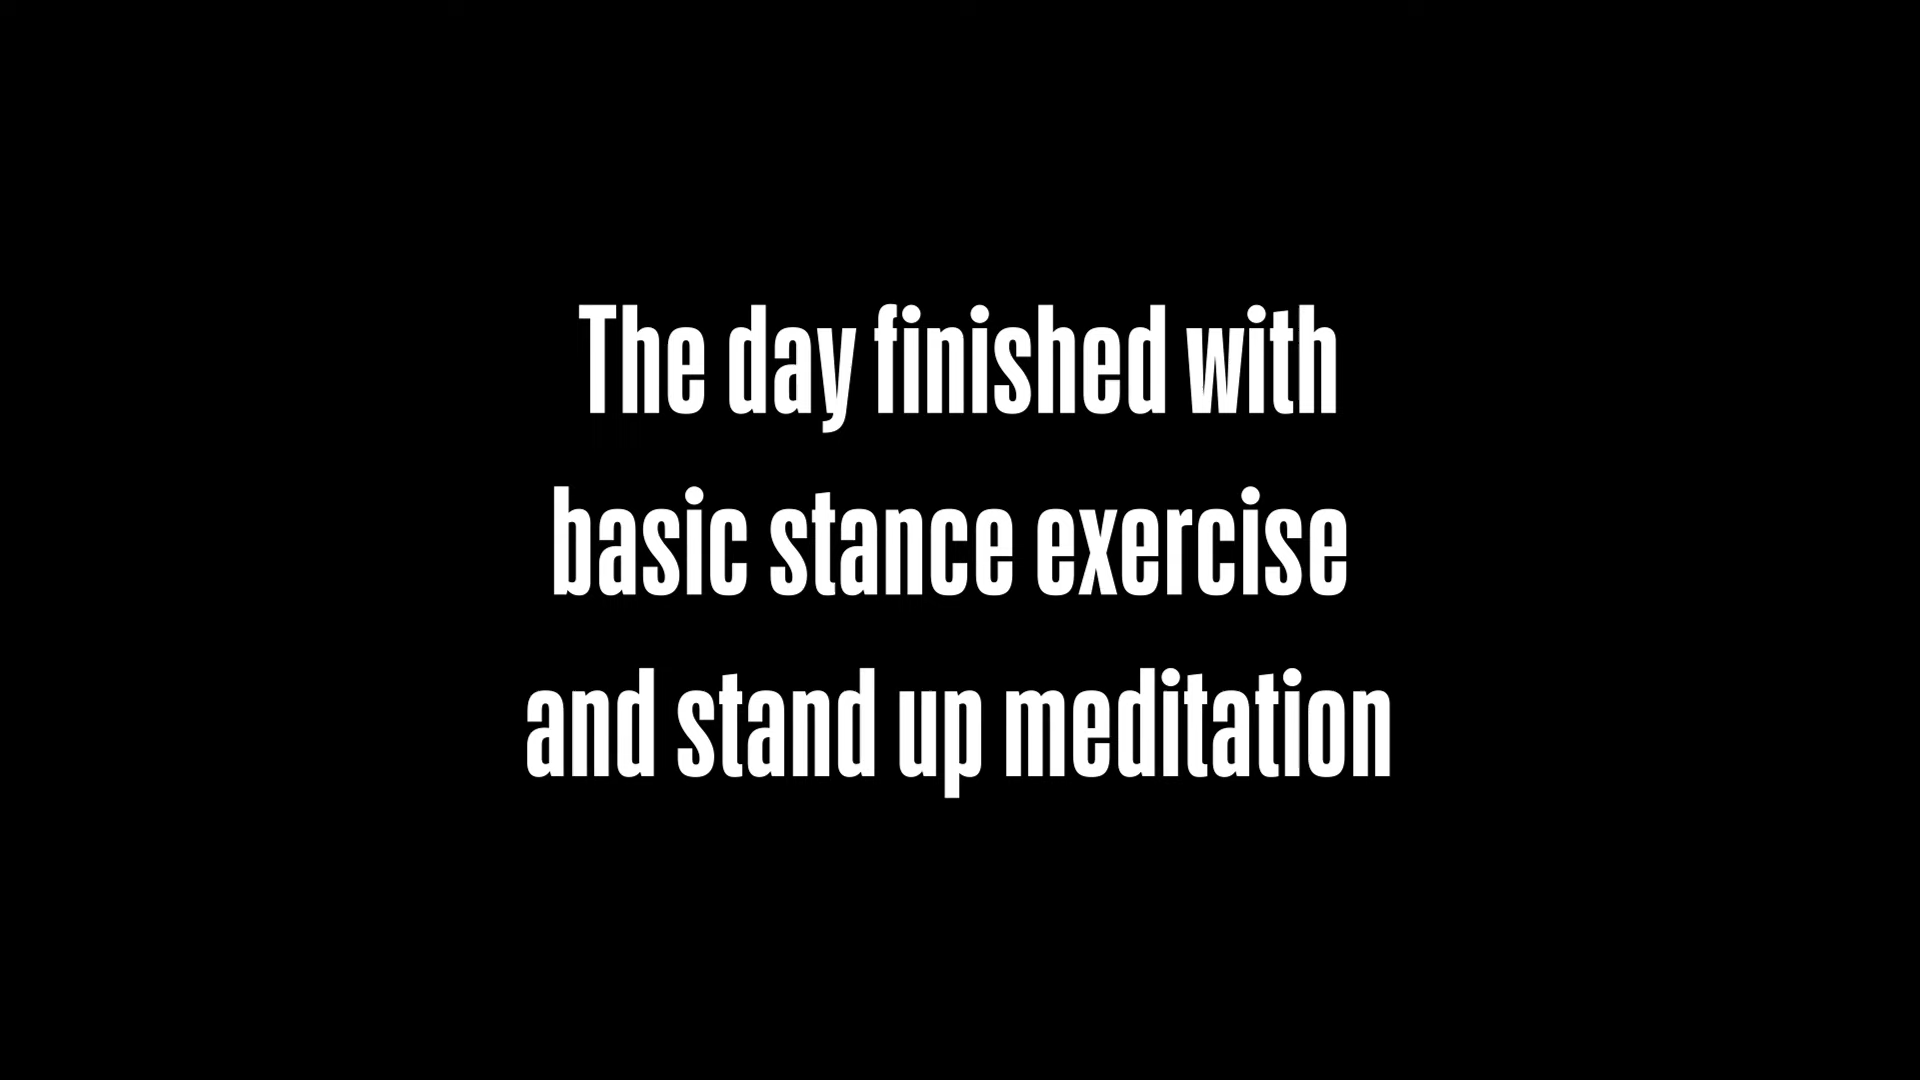 The day finished with
basic stance exercise
and stand up meditation